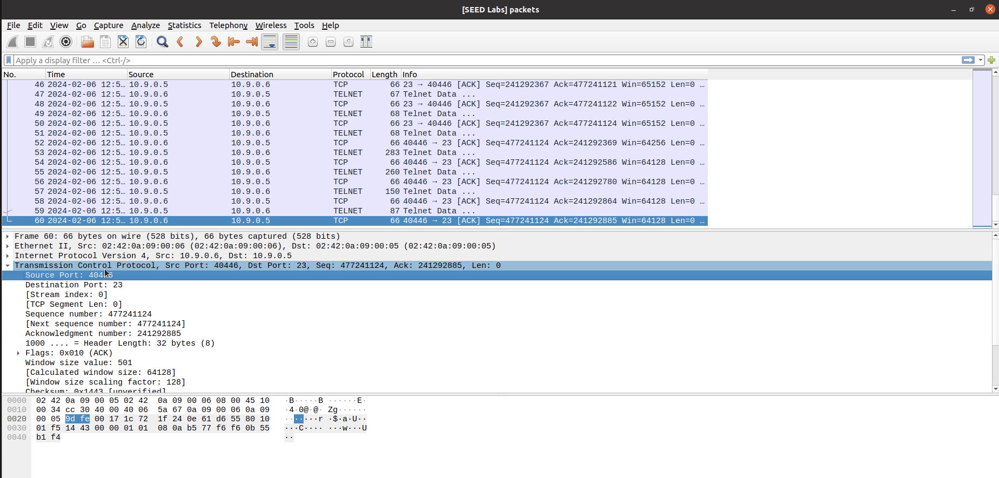 [SEED Labs] packets
File Edit View Go Capture Analyze Statistics Telephony Wireless Tools Help
Apply a display filter … <Ctrl-/>
No. Time Source Destination Protocol Length Info
46 2024-02-06 12:5… 10.9.0.5 10.9.0.6 TCP 66 23 → 40446 [ACK] Seq=241292367 Ack=477241121 Win=65152 Len=0 …
47 2024-02-06 12:5… 10.9.0.6 10.9.0.5 TELNET 67 Telnet Data ...
48 2024-02-06 12:5… 10.9.0.5 10.9.0.6 TCP 66 23 → 40446 [ACK] Seq=241292367 Ack=477241122 Win=65152 Len=0 …
49 2024-02-06 12:5… 10.9.0.6 10.9.0.5 TELNET 68 Telnet Data ...
50 2024-02-06 12:5… 10.9.0.5 10.9.0.6 TCP 66 23 → 40446 [ACK] Seq=241292367 Ack=477241124 Win=65152 Len=0 …
51 2024-02-06 12:5… 10.9.0.5 10.9.0.6 TELNET 68 Telnet Data ...
52 2024-02-06 12:5… 10.9.0.6 10.9.0.5 TCP 66 40446 → 23 [ACK] Seq=477241124 Ack=241292369 Win=64256 Len=0 …
53 2024-02-06 12:5… 10.9.0.5 10.9.0.6 TELNET 283 Telnet Data ...
54 2024-02-06 12:5… 10.9.0.6 10.9.0.5 TCP 66 40446 → 23 [ACK] Seq=477241124 Ack=241292586 Win=64128 Len=0 …
55 2024-02-06 12:5… 10.9.0.5 10.9.0.6 TELNET 260 Telnet Data ...
56 2024-02-06 12:5… 10.9.0.6 10.9.0.5 TCP 66 40446 → 23 [ACK] Seq=477241124 Ack=241292780 Win=64128 Len=0 …
57 2024-02-06 12:5… 10.9.0.5 10.9.0.6 TELNET 150 Telnet Data ...
58 2024-02-06 12:5… 10.9.0.6 10.9.0.5 TCP 66 40446 → 23 [ACK] Seq=477241124 Ack=241292864 Win=64128 Len=0 …
59 2024-02-06 12:5… 10.9.0.5 10.9.0.6 TELNET 87 Telnet Data ...
60 2024-02-06 12:5… 10.9.0.6 10.9.0.5 TCP 66 40446 → 23 [ACK] Seq=477241124 Ack=241292885 Win=64128 Len=0 …
Frame 60: 66 bytes on wire (528 bits), 66 bytes captured (528 bits)
Ethernet II, Src: 02:42:0a:09:00:06 (02:42:0a:09:00:06), Dst: 02:42:0a:09:00:05 (02:42:0a:09:00:05)
Internet Protocol Version 4, Src: 10.9.0.6, Dst: 10.9.0.5
Transmission Control Protocol, Src Port: 40446, Dst Port: 23, Seq: 477241124, Ack: 241292885, Len: 0
Source Port: 40446
Destination Port: 23
[Stream index: 0]
[TCP Segment Len: 0]
Sequence number: 477241124
[Next sequence number: 477241124]
Acknowledgment number: 241292885
1000 .... = Header Length: 32 bytes (8)
Flags: 0x010 (ACK)
Window size value: 501
[Calculated window size: 64128]
[Window size scaling factor: 128]
Checksum: 0x1443 [unverified]
0000 02 42 0a 09 00 05 02 42 0a 09 00 06 08 00 45 10 ·B·····B ······E·
0010 00 34 cc 30 40 00 40 06 5a 67 0a 09 00 06 0a 09 ·4·0@·@· Zg······
0020 00 05 9d fe 00 17 1c 72 1f 24 0e 61 d6 55 80 10 ·······r ·$·a·U··
0030 01 f5 14 43 00 00 01 01 08 0a b5 77 f6 f6 0b 55 ···C···· ···w···U
0040 b1 f4 ··